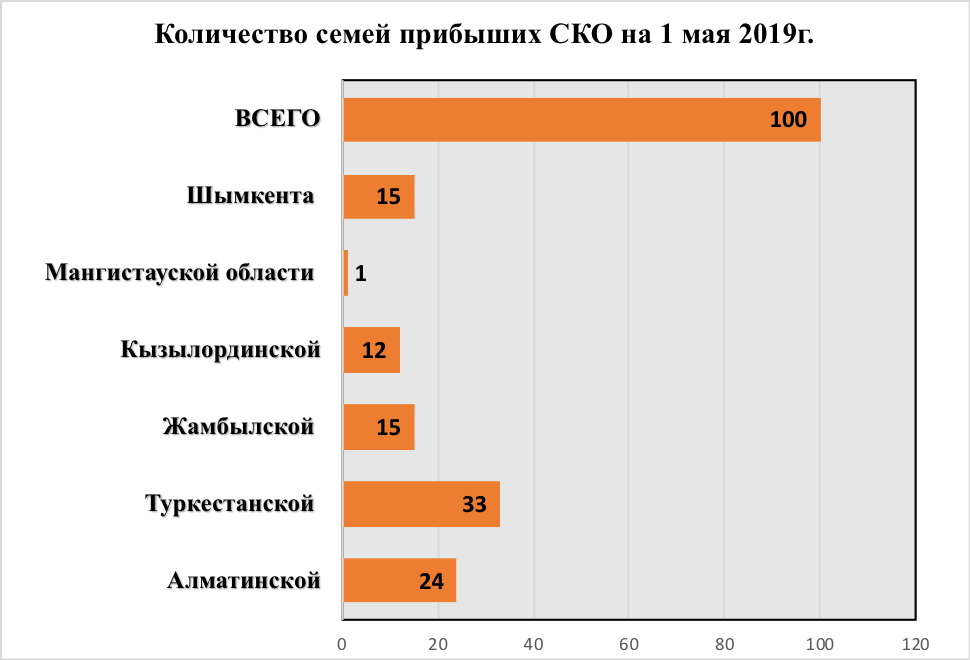 Количество семей прибыших СКО на 1 мая 2019г.
ВСЕГО 100
Шымкента 15
Мангистауской области 1
Кызылординской 12
Жамбылской 15
Туркестанской 33
Алматинской 24
0 20 40 60 80 100 120